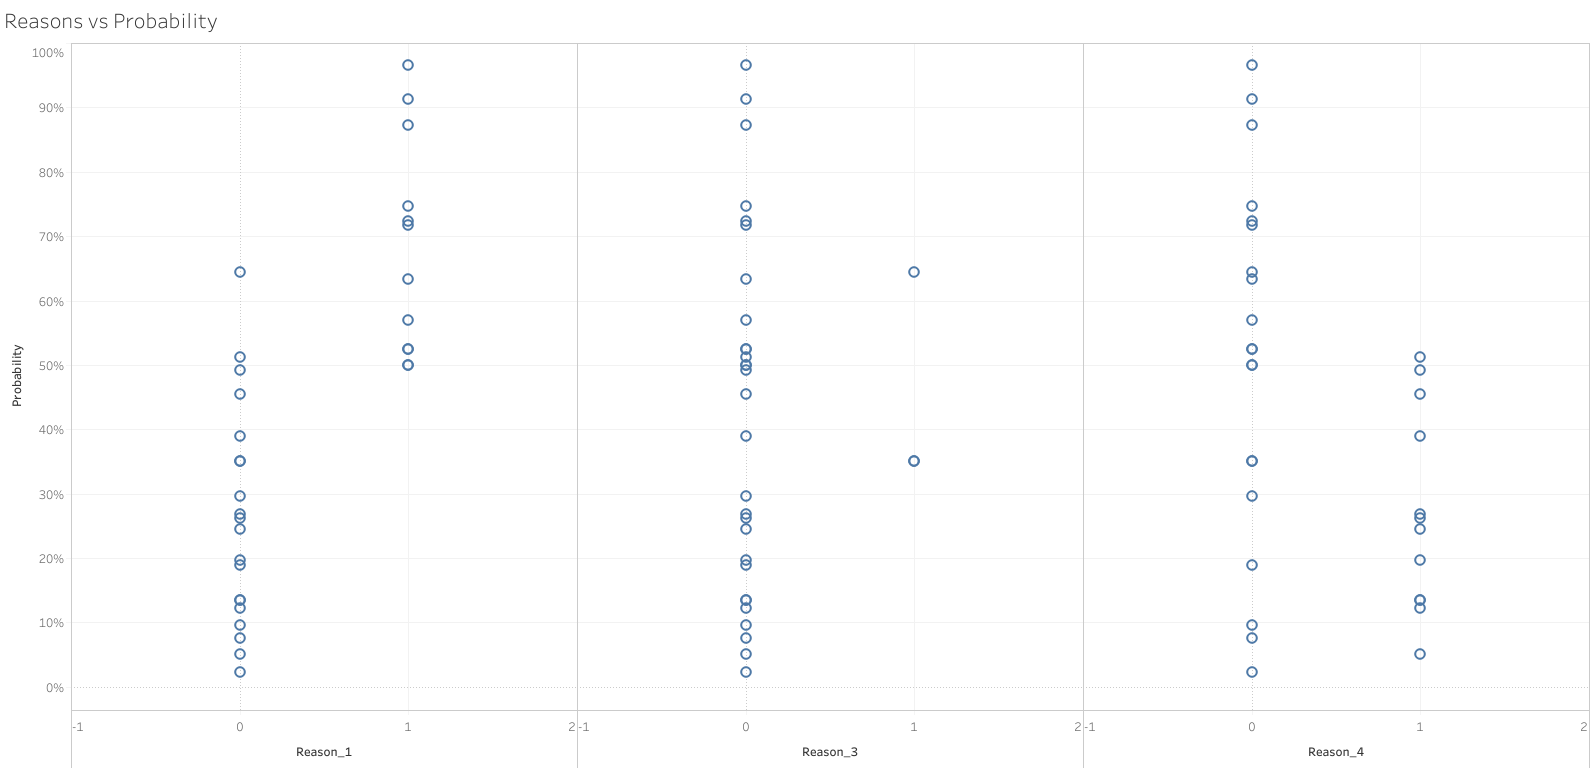 Reasons vs Probability
100%
90%
80%
70%
60%
50%
40%
30%
20%
10%
0%
Probability
-1 0 1 2 -1 0 1 2 -1 0 1 2
Reason_1 Reason_3 Reason_4